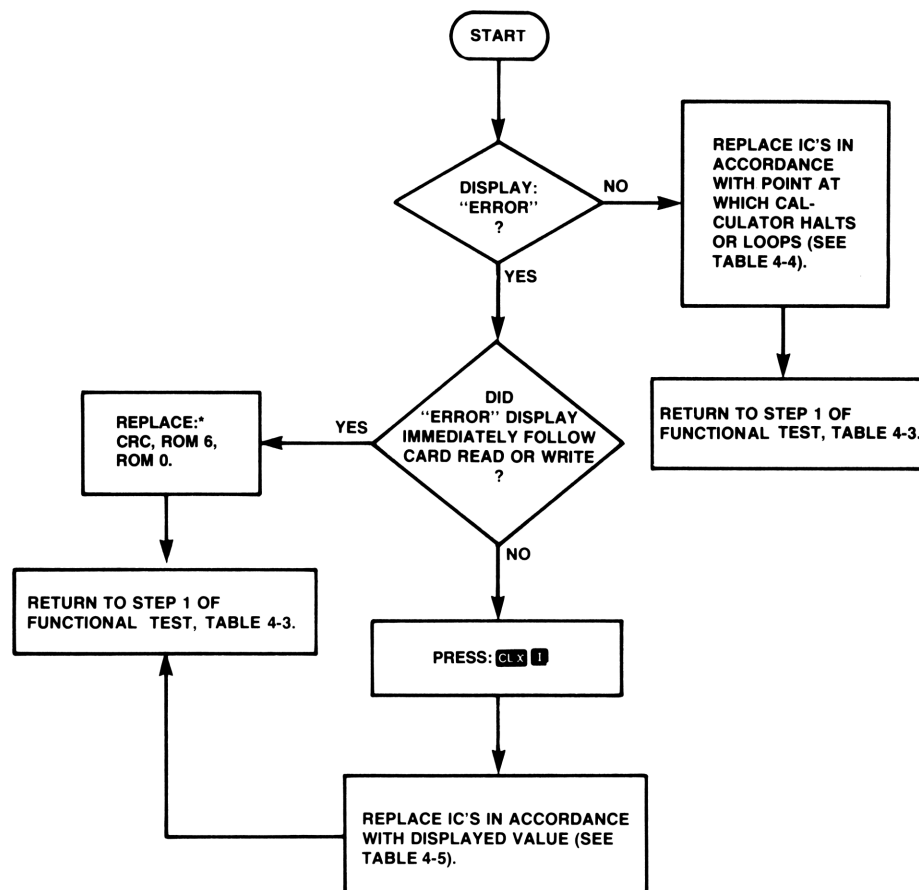 START
DISPLAY:
"ERROR"
?
NO
REPLACE IC'S IN
ACCORDANCE
WITH POINT AT
WHICH CAL-
CULATOR HALTS
OR LOOPS (SEE
TABLE 4-4).
YES
RETURN TO STEP 1 OF
FUNCTIONAL TEST, TABLE 4-3.
DID
"ERROR" DISPLAY
IMMEDIATELY FOLLOW
CARD READ OR WRITE
?
YES
REPLACE:*
CRC, ROM 6,
ROM 0.
NO
RETURN TO STEP 1 OF
FUNCTIONAL TEST, TABLE 4-3.
PRESS: CL X I
REPLACE IC'S IN ACCORDANCE
WITH DISPLAYED VALUE (SEE
TABLE 4-5).